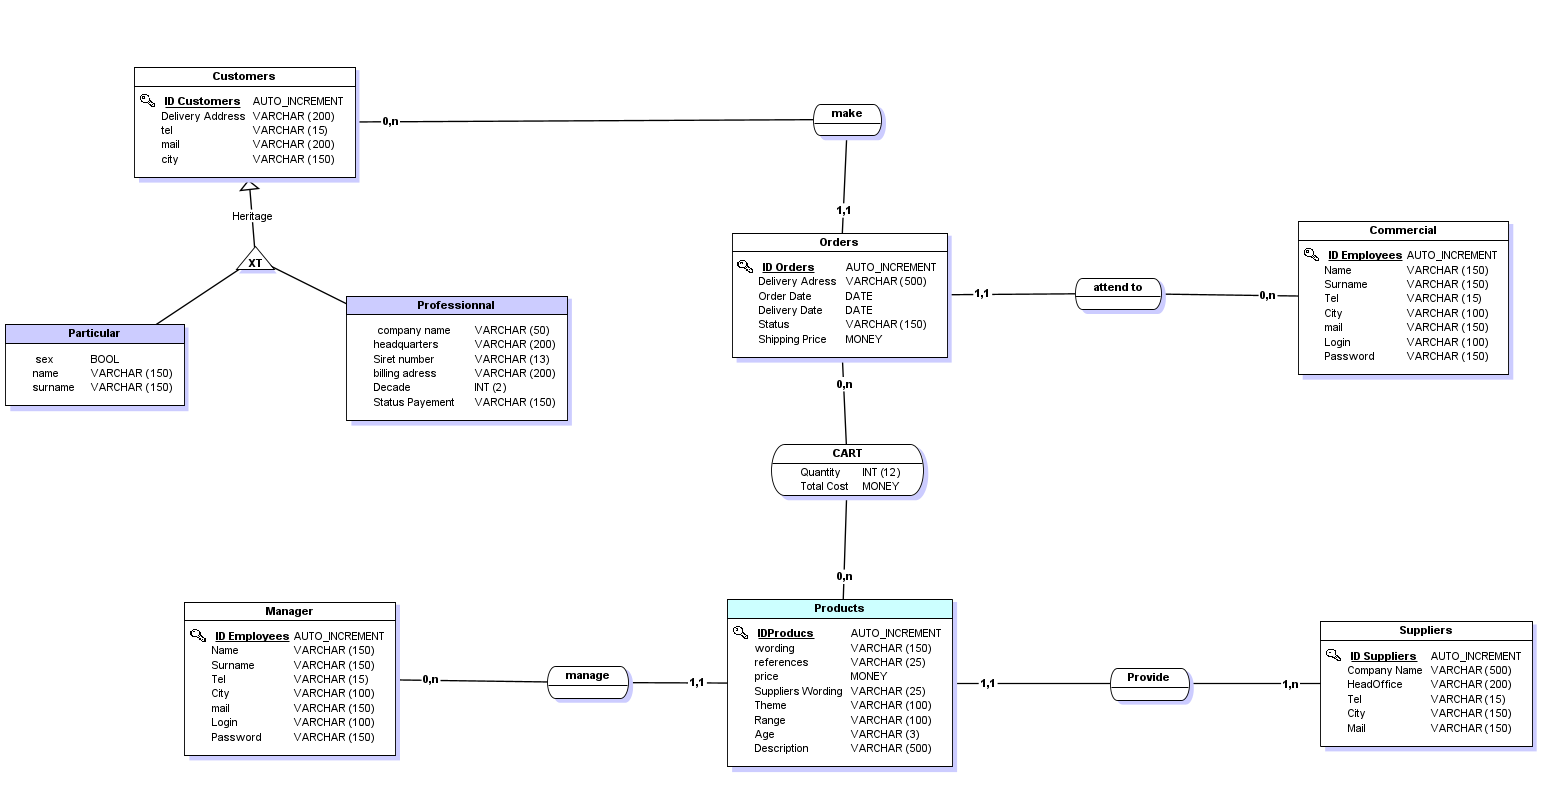 Customers
ID Customers AUTO_INCREMENT
Delivery Address VARCHAR (200)
tel VARCHAR (15)
mail VARCHAR (200)
city VARCHAR (150)
0,n
make
1,1
Heritage
XT
Particular
sex BOOL
name VARCHAR (150)
surname VARCHAR (150)
Professionnal
company name VARCHAR (50)
headquarters VARCHAR (200)
Siret number VARCHAR (13)
billing adress VARCHAR (200)
Decade INT (2)
Status Payement VARCHAR (150)
Orders
ID Orders AUTO_INCREMENT
Delivery Adress VARCHAR (500)
Order Date DATE
Delivery Date DATE
Status VARCHAR (150)
Shipping Price MONEY
1,1
attend to
0,n
Commercial
ID Employees AUTO_INCREMENT
Name VARCHAR (150)
Surname VARCHAR (150)
Tel VARCHAR (15)
City VARCHAR (100)
mail VARCHAR (150)
Login VARCHAR (100)
Password VARCHAR (150)
0,n
CART
Quantity INT (12)
Total Cost MONEY
0,n
Manager
ID Employees AUTO_INCREMENT
Name VARCHAR (150)
Surname VARCHAR (150)
Tel VARCHAR (15)
City VARCHAR (100)
mail VARCHAR (150)
Login VARCHAR (100)
Password VARCHAR (150)
0,n
manage
1,1
Products
IDProducs AUTO_INCREMENT
wording VARCHAR (150)
references VARCHAR (25)
price MONEY
Suppliers Wording VARCHAR (25)
Theme VARCHAR (100)
Range VARCHAR (100)
Age VARCHAR (3)
Description VARCHAR (500)
1,1
Provide
1,n
Suppliers
ID Suppliers AUTO_INCREMENT
Company Name VARCHAR (500)
HeadOffice VARCHAR (200)
Tel VARCHAR (15)
City VARCHAR (150)
Mail VARCHAR (150)